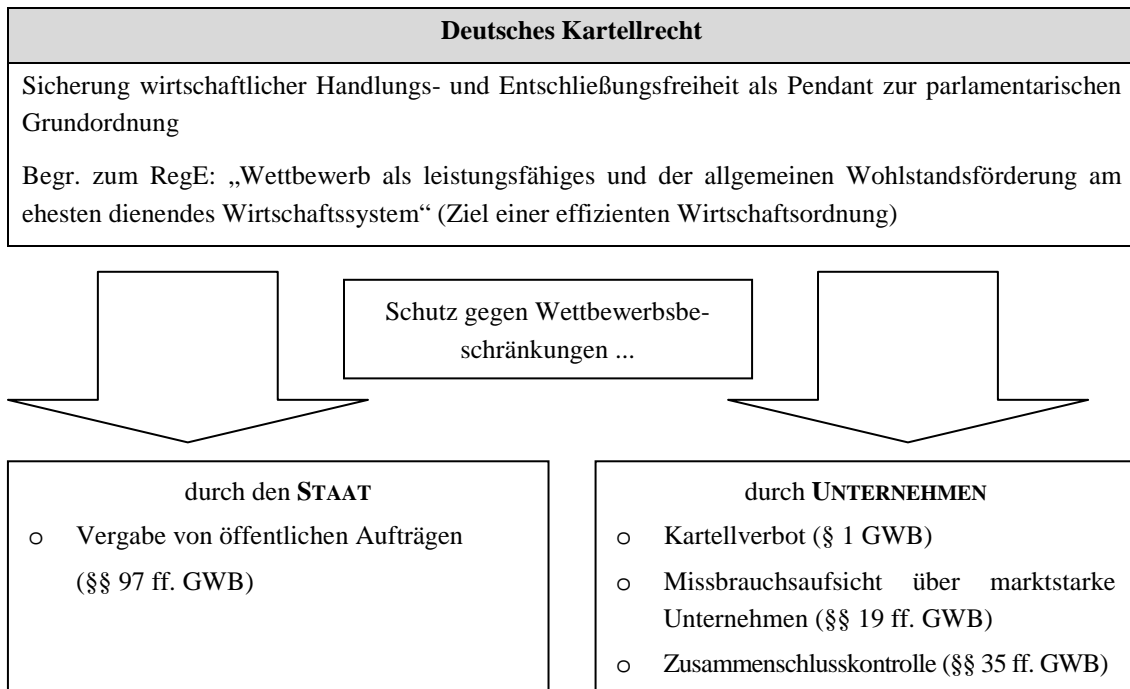 Deutsches Kartellrecht
Sicherung wirtschaftlicher Handlungs- und Entschließungsfreiheit als Pendant zur parlamentarischen
Grundordnung
Begr. zum RegE: „Wettbewerb als leistungsfähiges und der allgemeinen Wohlstandsförderung am
ehesten dienendes Wirtschaftssystem“ (Ziel einer effizienten Wirtschaftsordnung)
Schutz gegen Wettbewerbsbe-
schränkungen ...
durch den STAAT
o Vergabe von öffentlichen Aufträgen
(§§ 97 ff. GWB)
durch UNTERNEHMEN
o Kartellverbot (§ 1 GWB)
o Missbrauchsaufsicht über marktstarke
Unternehmen (§§ 19 ff. GWB)
o Zusammenschlusskontrolle (§§ 35 ff. GWB)